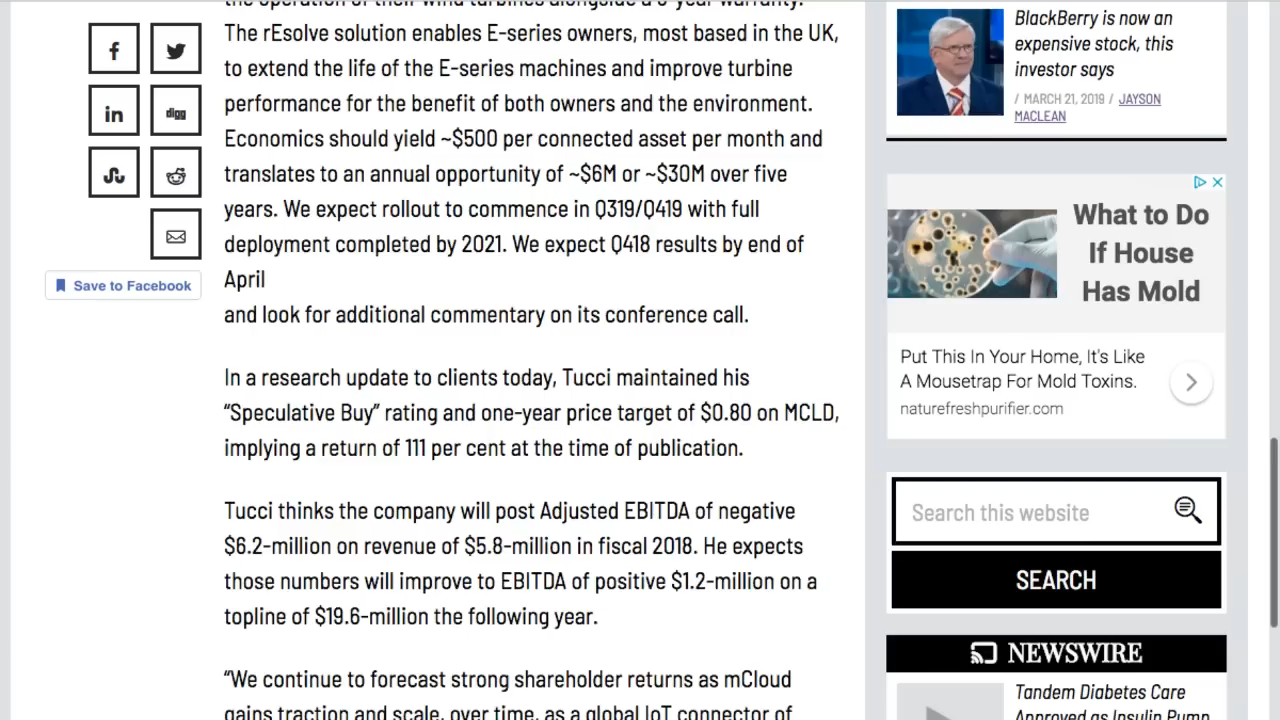 the operation of their wind turbines alongside a 5-year warranty.
The rEsolve solution enables E-series owners, most based in the UK,
to extend the life of the E-series machines and improve turbine
performance for the benefit of both owners and the environment.
Economics should yield ~$500 per connected asset per month and
translates to an annual opportunity of ~$6M or ~$30M over five
years. We expect rollout to commence in Q319/Q419 with full
deployment completed by 2021. We expect Q418 results by end of
April
and look for additional commentary on its conference call.
In a research update to clients today, Tucci maintained his
“Speculative Buy” rating and one-year price target of $0.80 on MCLD,
implying a return of 111 per cent at the time of publication.
Tucci thinks the company will post Adjusted EBITDA of negative
$6.2-million on revenue of $5.8-million in fiscal 2018. He expects
those numbers will improve to EBITDA of positive $1.2-million on a
topline of $19.6-million the following year.
“We continue to forecast strong shareholder returns as mCloud
gains traction and scale, over time, as a global IoT connector of
digg
Save to Facebook
BlackBerry is now an
expensive stock, this
investor says
/ MARCH 21, 2019 / JAYSON
MACLEAN
What to Do
If House
Has Mold
Put This In Your Home, It's Like
A Mousetrap For Mold Toxins.
naturefreshpurifier.com
Search this website
SEARCH
NEWSWIRE
Tandem Diabetes Care
Approved as Insulin Pump